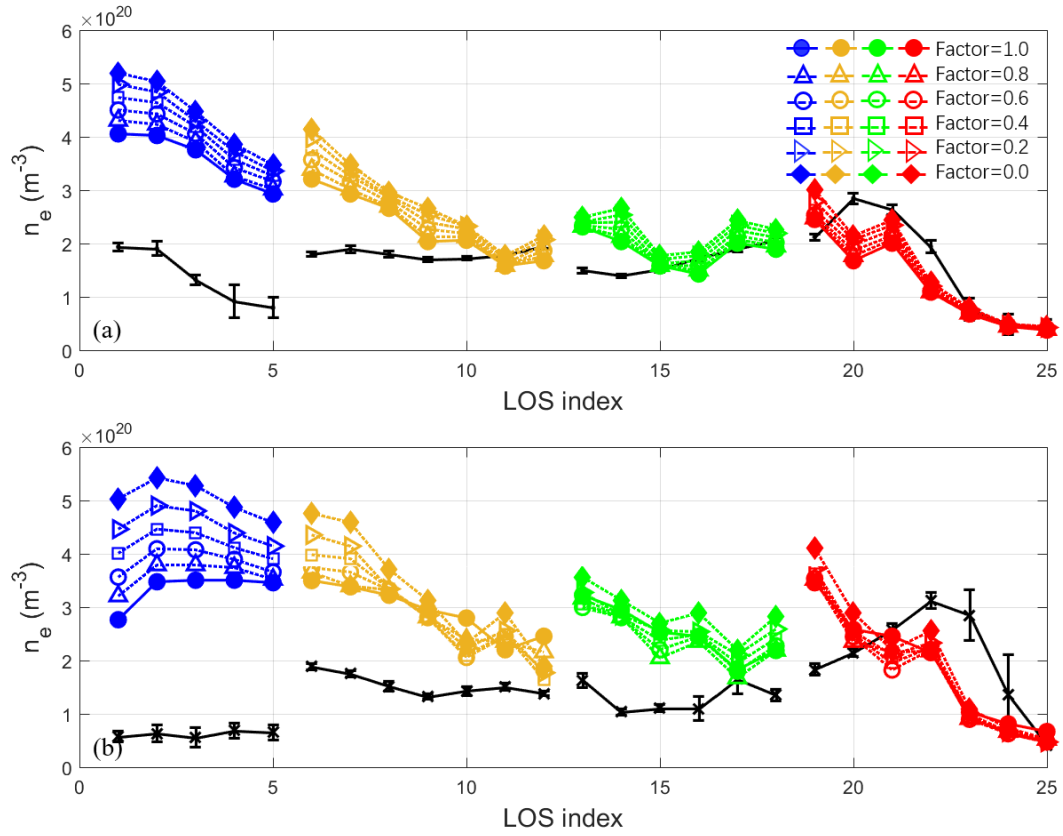 ×10^20
6
5
4
3
2
1
0
n_e (m^-3)
Factor=1.0
Factor=0.8
Factor=0.6
Factor=0.4
Factor=0.2
Factor=0.0
(a)
0 5 10 15 20 25
LOS index
×10^20
6
5
4
3
2
1
0
n_e (m^-3)
(b)
0 5 10 15 20 25
LOS index